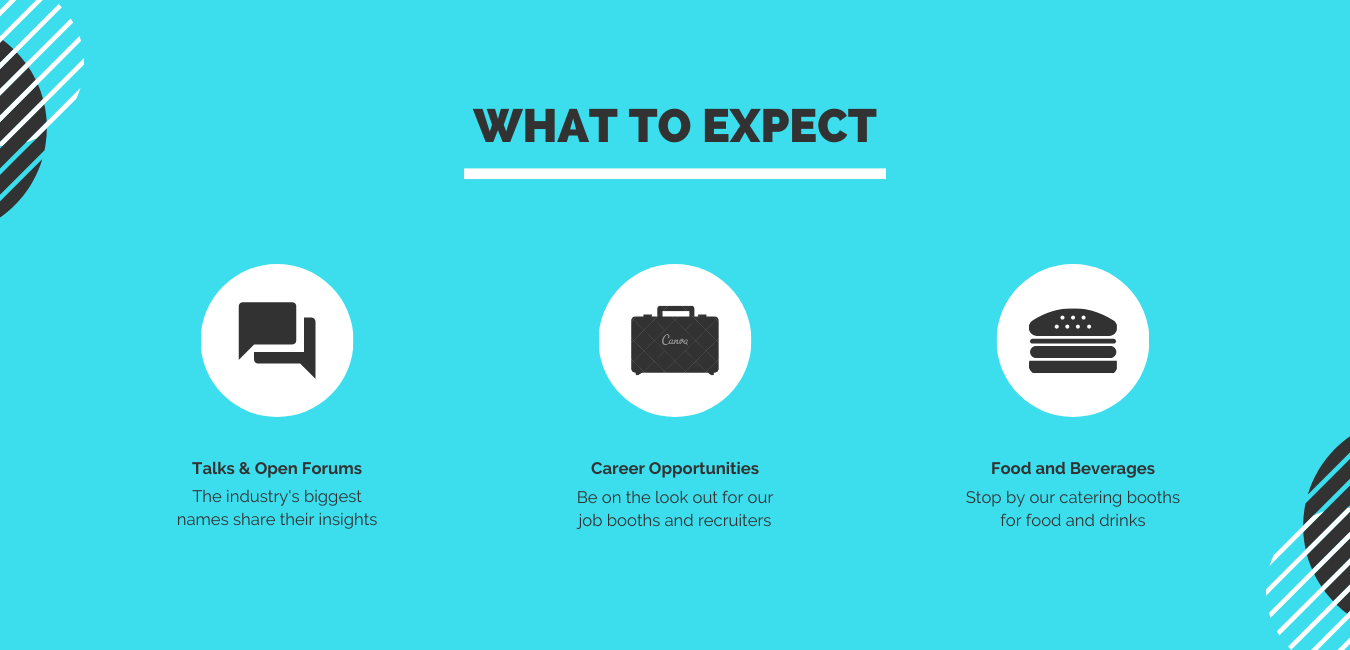 WHAT TO EXPECT
Canva
Talks & Open Forums
The industry's biggest
names share their insights
Career Opportunities
Be on the look out for our
job booths and recruiters
Food and Beverages
Stop by our catering booths
for food and drinks